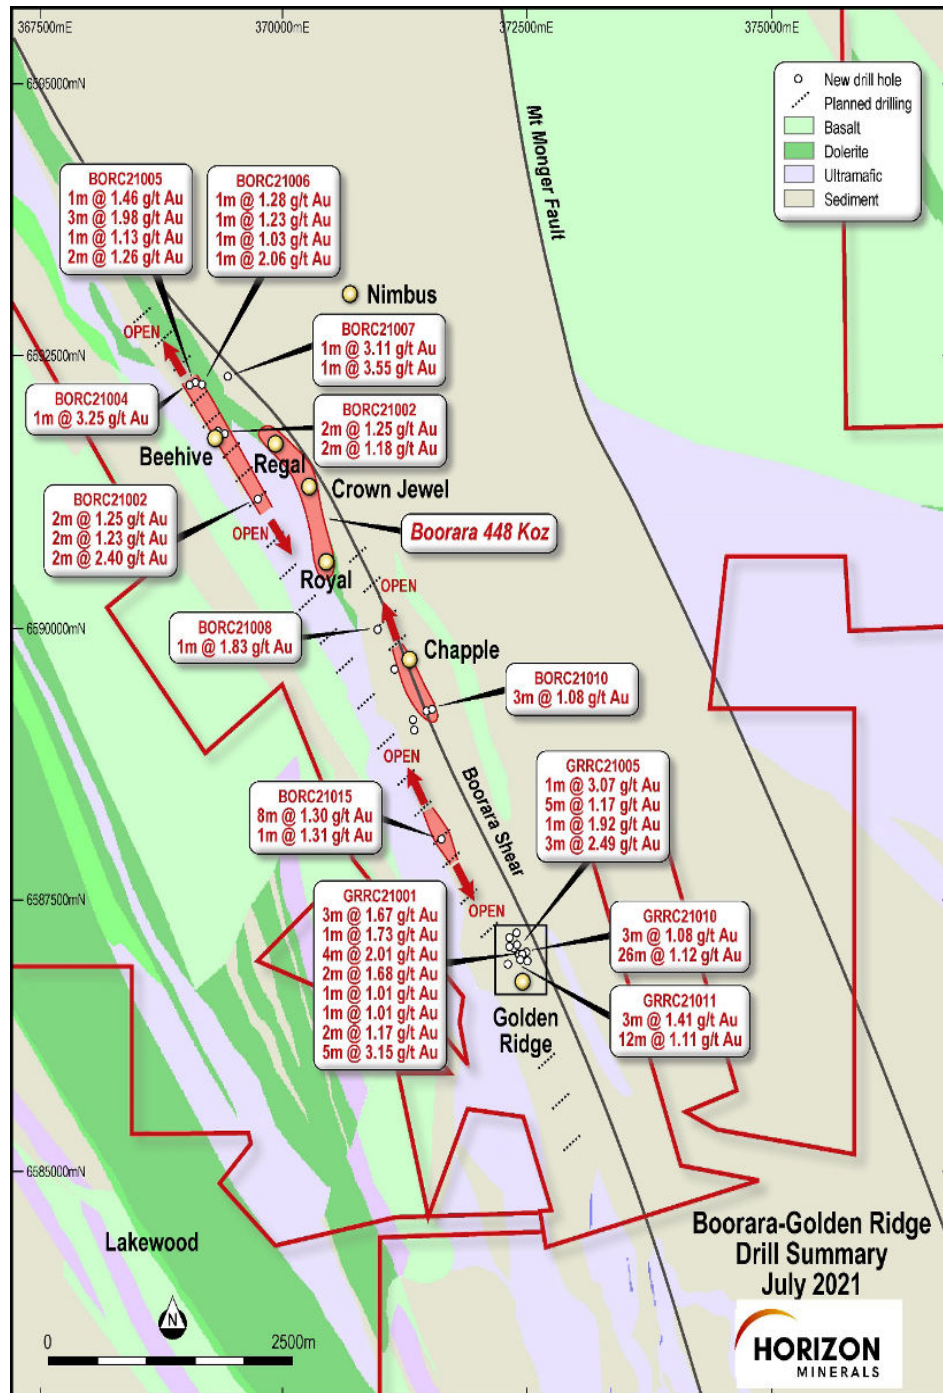 367500mE
370000mE
372500mE
375000mE
6595000mN
New drill hole
Planned drilling
Basalt
Dolerite
Ultramafic
Sediment
Mt Monger Fault
BORC21005
1m @ 1.46 g/t Au
3m @ 1.98 g/t Au
1m @ 1.13 g/t Au
2m @ 1.26 g/t Au
BORC21006
1m @ 1.28 g/t Au
1m @ 1.23 g/t Au
1m @ 1.03 g/t Au
1m @ 2.06 g/t Au
Nimbus
OPEN
BORC21007
1m @ 3.11 g/t Au
1m @ 3.55 g/t Au
6592500mN
BORC21004
1m @ 3.25 g/t Au
BORC21002
2m @ 1.25 g/t Au
2m @ 1.18 g/t Au
Beehive
Regal
Crown Jewel
BORC21002
2m @ 1.25 g/t Au
2m @ 1.23 g/t Au
2m @ 2.40 g/t Au
OPEN
Boorara 448 Koz
Royal
OPEN
6590000mN
BORC21008
1m @ 1.83 g/t Au
Chapple
BORC21010
3m @ 1.08 g/t Au
OPEN
Boorara Shear
GRRC21005
1m @ 3.07 g/t Au
5m @ 1.17 g/t Au
1m @ 1.92 g/t Au
3m @ 2.49 g/t Au
BORC21015
8m @ 1.30 g/t Au
1m @ 1.31 g/t Au
6587500mN
OPEN
GRRC21001
3m @ 1.67 g/t Au
1m @ 1.73 g/t Au
4m @ 2.01 g/t Au
2m @ 1.68 g/t Au
1m @ 1.01 g/t Au
1m @ 1.01 g/t Au
2m @ 1.17 g/t Au
5m @ 3.15 g/t Au
GRRC21010
3m @ 1.08 g/t Au
26m @ 1.12 g/t Au
GRRC21011
3m @ 1.41 g/t Au
12m @ 1.11 g/t Au
Golden
Ridge
6585000mN
Lakewood
Boorara-Golden Ridge
Drill Summary
July 2021
N
0
2500m
HORIZON
MINERALS